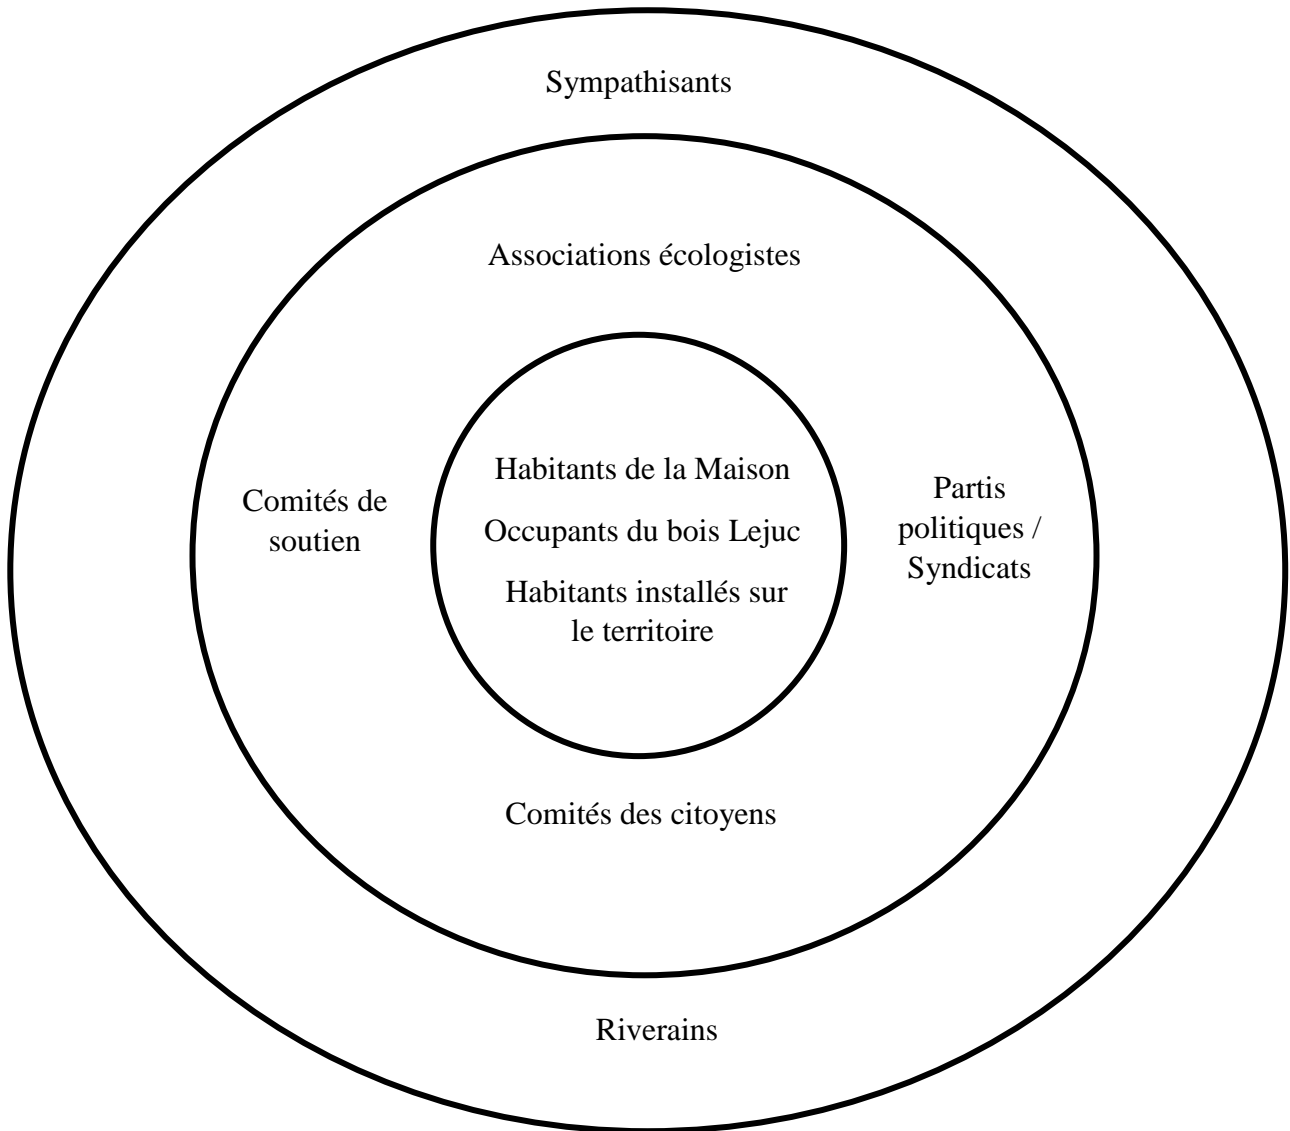 Sympathisants
Associations écologistes
Habitants de la Maison
Occupants du bois Lejuc
Habitants installés sur
le territoire
Comités de
soutien
Partis
politiques /
Syndicats
Comités des citoyens
Riverains